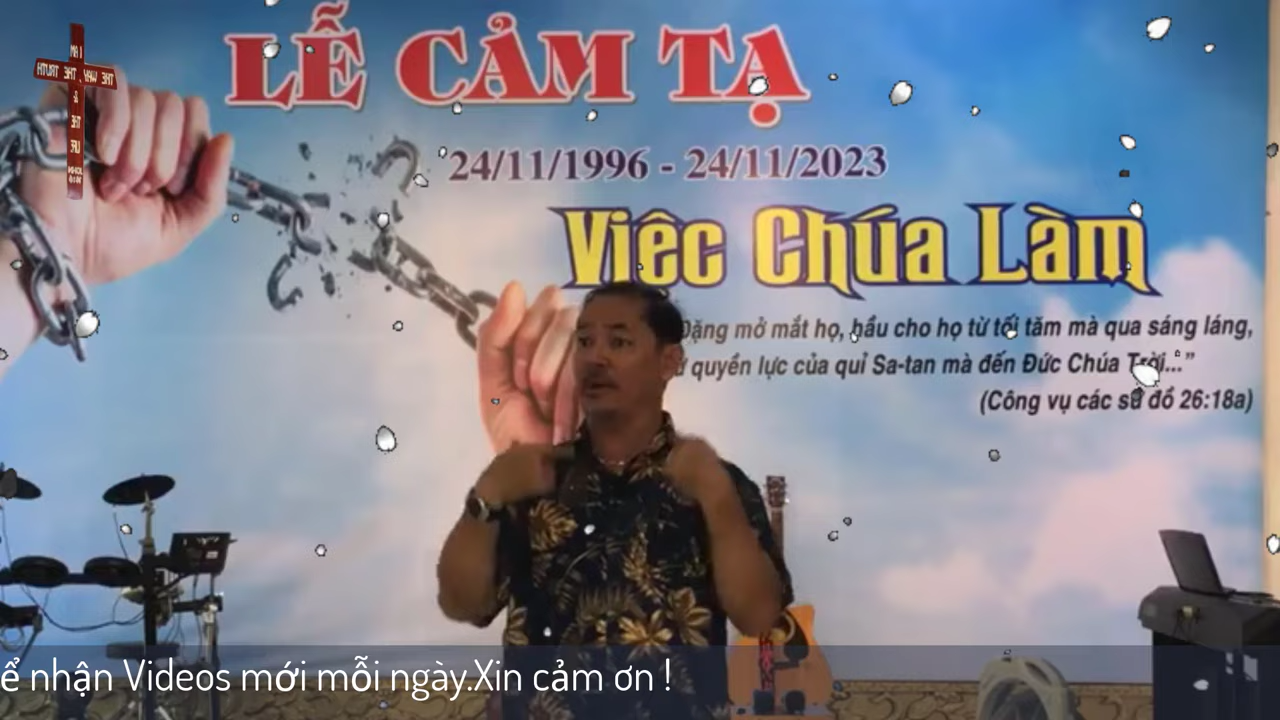 LỄ CẢM TẠ
24/11/1996 - 24/11/2023
Việc Chúa Làm
Đặng mở mắt họ, hầu cho họ từ tối tăm mà qua sáng láng,
quyền lực của quỉ Sa-tan mà đến Đức Chúa Trời..."
(Công vụ các sứ đồ 26:18a)
ể nhận Videos mới mỗi ngày.Xin cảm ơn !